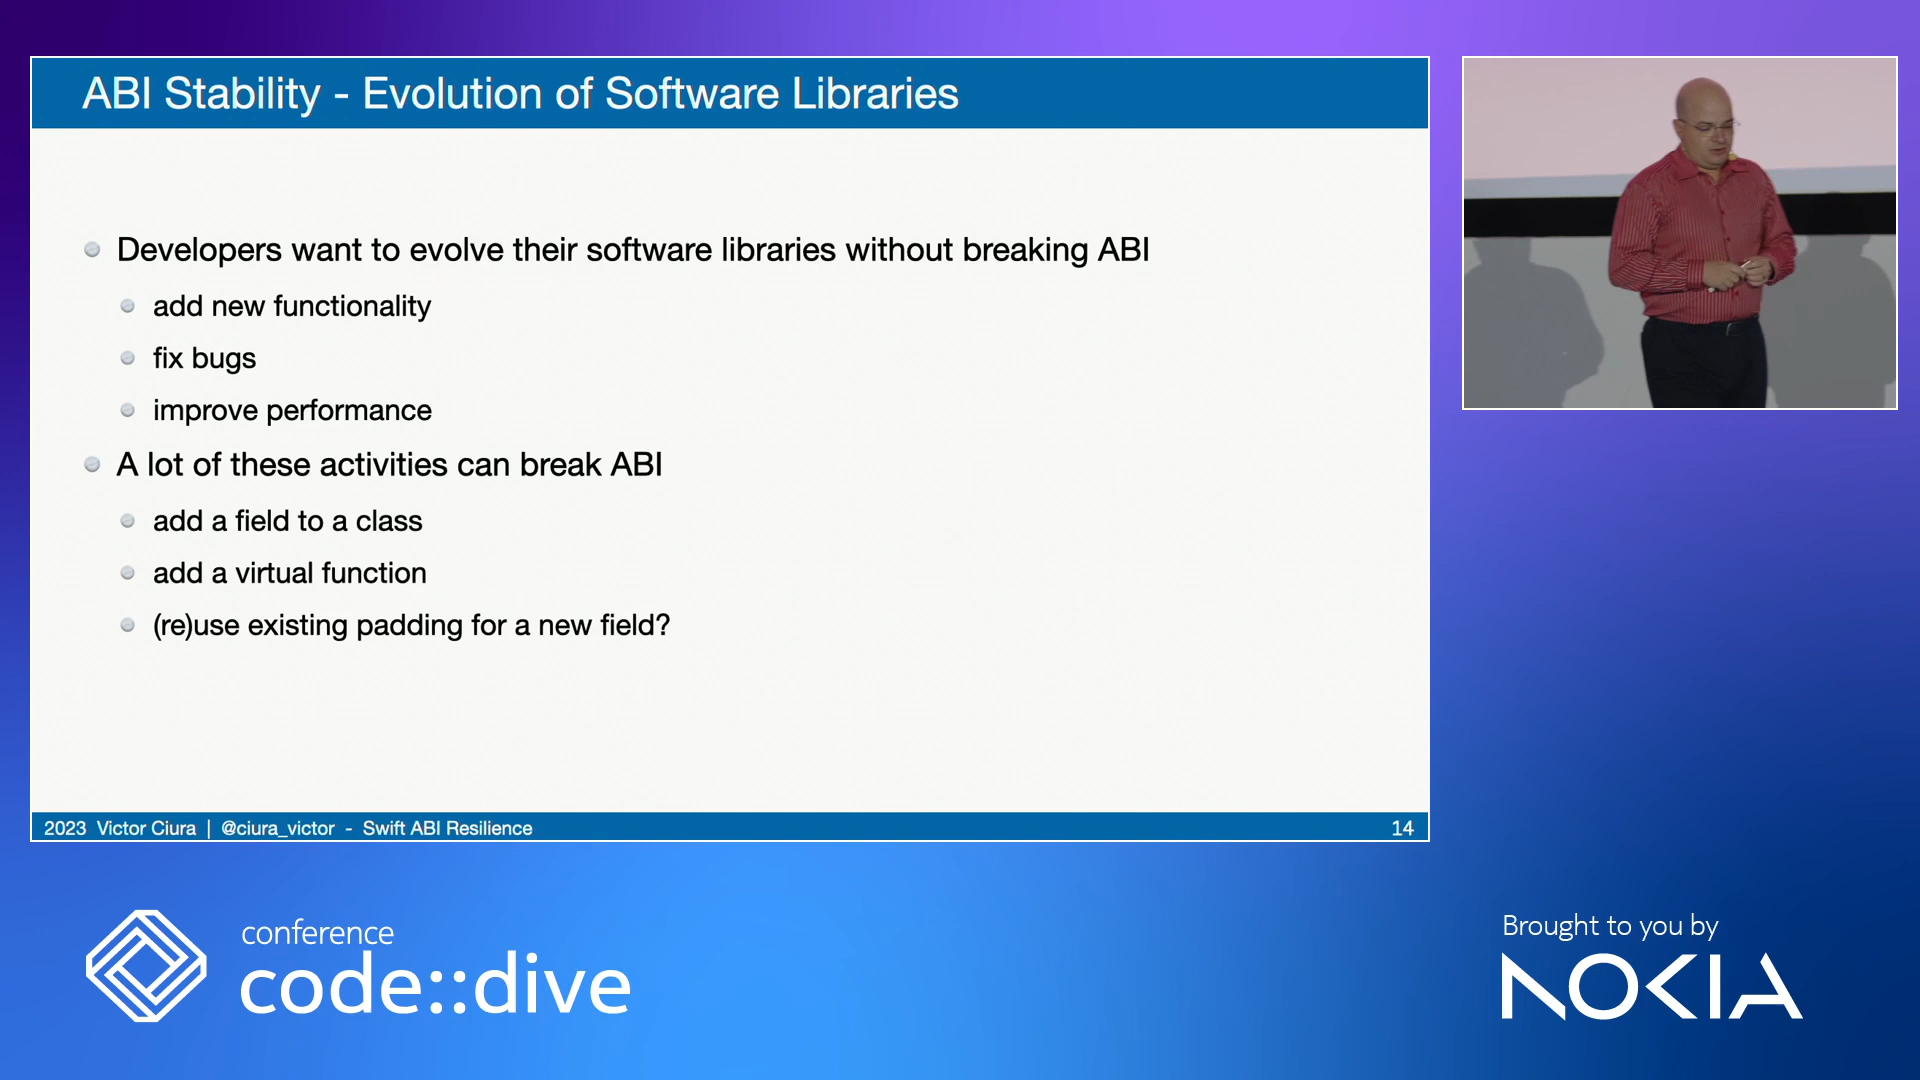 ABI Stability - Evolution of Software Libraries
Developers want to evolve their software libraries without breaking ABI
add new functionality
fix bugs
improve performance
A lot of these activities can break ABI
add a field to a class
add a virtual function
(re)use existing padding for a new field?
2023 Victor Ciura | @ciura_victor - Swift ABI Resilience
14
conference
code::dive
Brought to you by
NOKIA